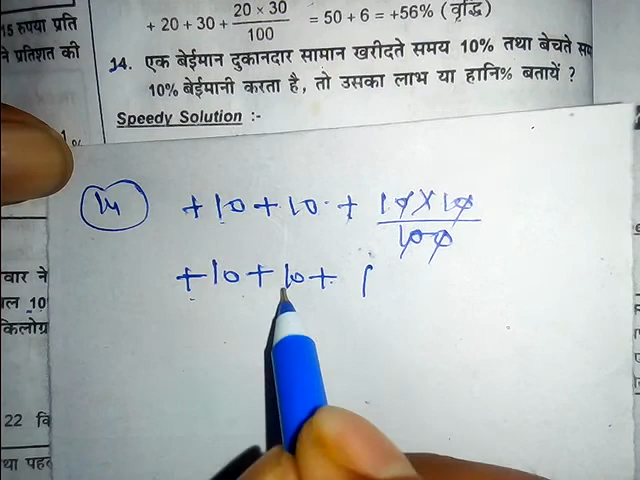 15 रुपया प्रति
ने प्रतिशत की
+ 20 + 30 + 20 × 30 / 100 = 50 + 6 = +56% (वृद्धि)
14. एक बेईमान दुकानदार सामान खरीदते समय 10% तथा बेचते
10% बेईमानी करता है, तो उसका लाभ या हानि% बतायें ?
Speedy Solution :-
14 +10 +10 + 10×10 / 100
+10 +10 + 1
वार ने
10
किलोग्र
22 वि
था पहल